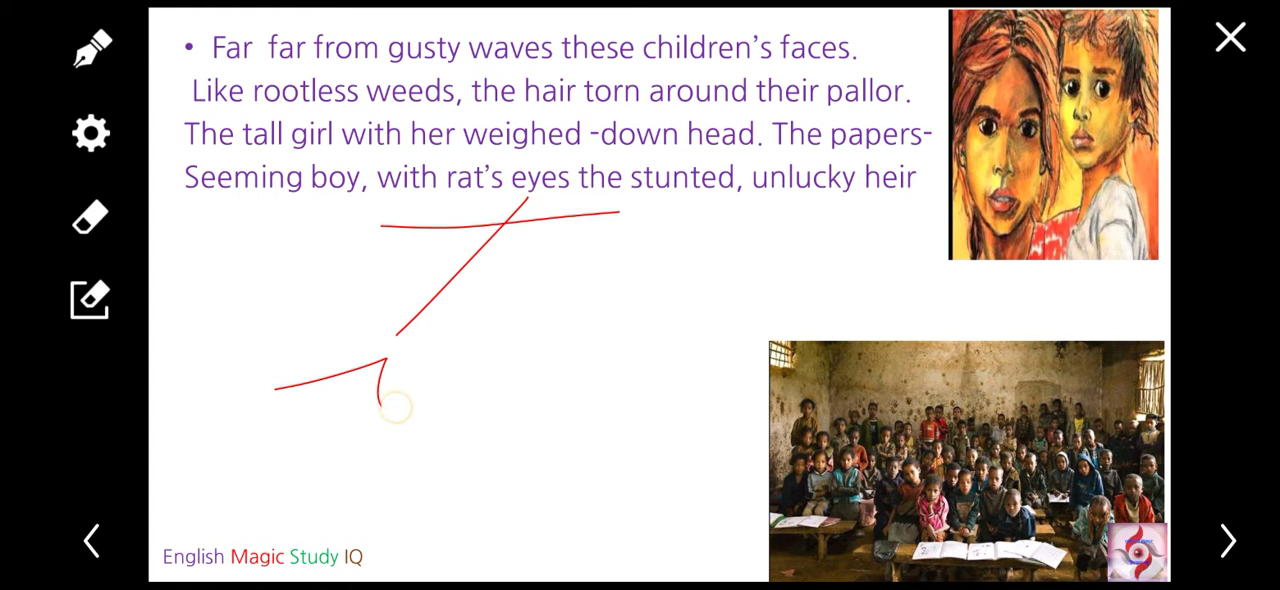 • Far far from gusty waves these children's faces.
Like rootless weeds, the hair torn around their pallor.
The tall girl with her weighed -down head. The papers-
Seeming boy, with rat's eyes the stunted, unlucky heir
English Magic Study IQ